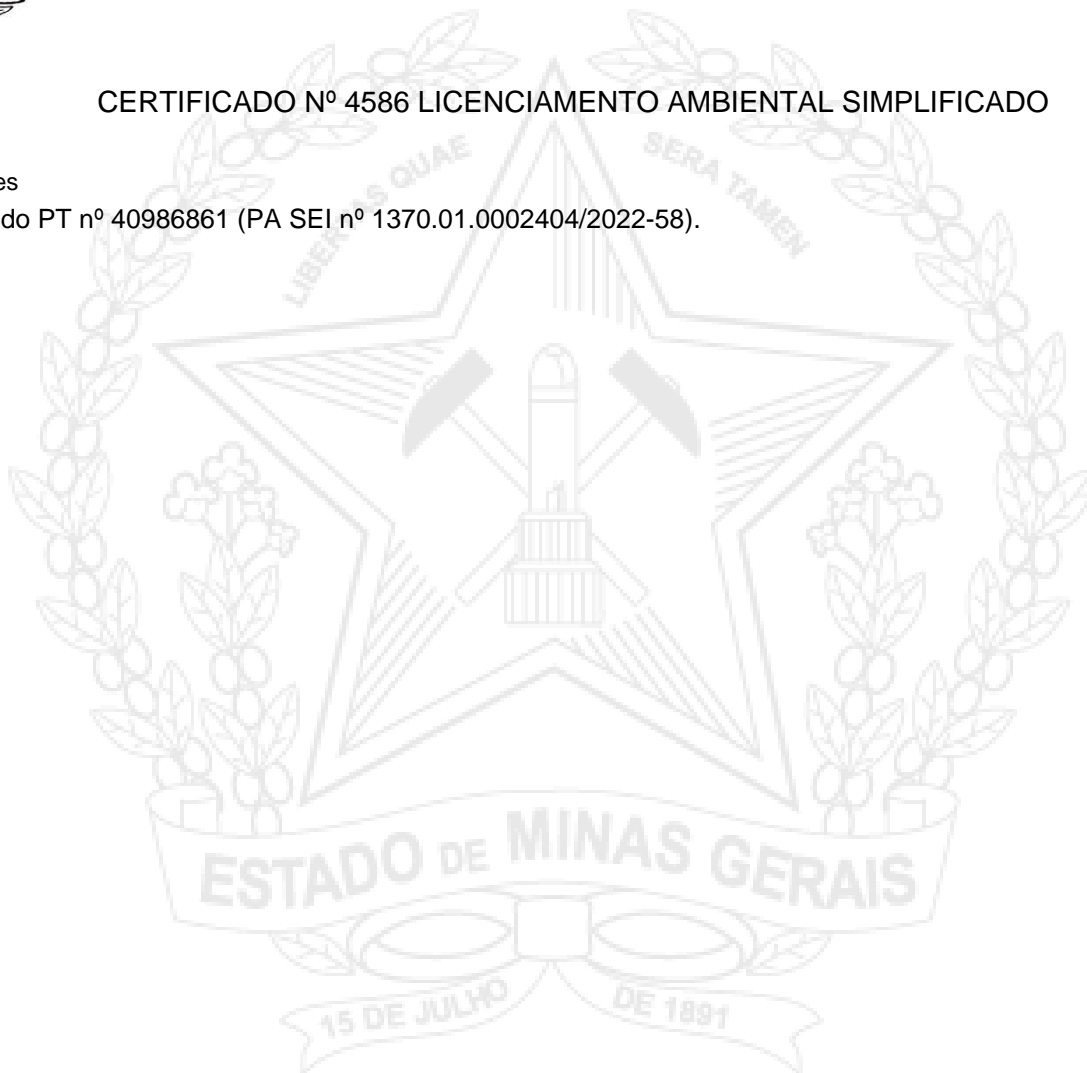 CERTIFICADO Nº 4586 LICENCIAMENTO AMBIENTAL SIMPLIFICADO
es
do PT nº 40986861 (PA SEI nº 1370.01.0002404/2022-58).
LIBERTAS QUAE SERA TAMEN
ESTADO DE MINAS GERAIS
15 DE JULHO DE 1891